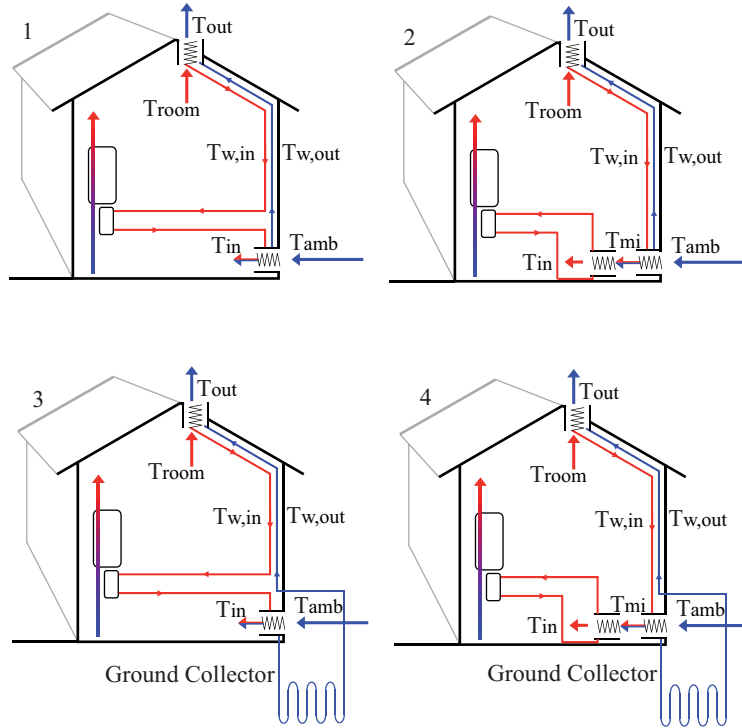 1
Tout
TROOM
Tw,in
Tw,out
Tin
Tamb
2
Tout
TROOM
Tw,in
Tw,out
Tmi
Tin
Tamb
3
Tout
TROOM
Tw,in
Tw,out
Tin
Tamb
Ground Collector
4
Tout
TROOM
Tw,in
Tw,out
Tmi
Tin
Tamb
Ground Collector